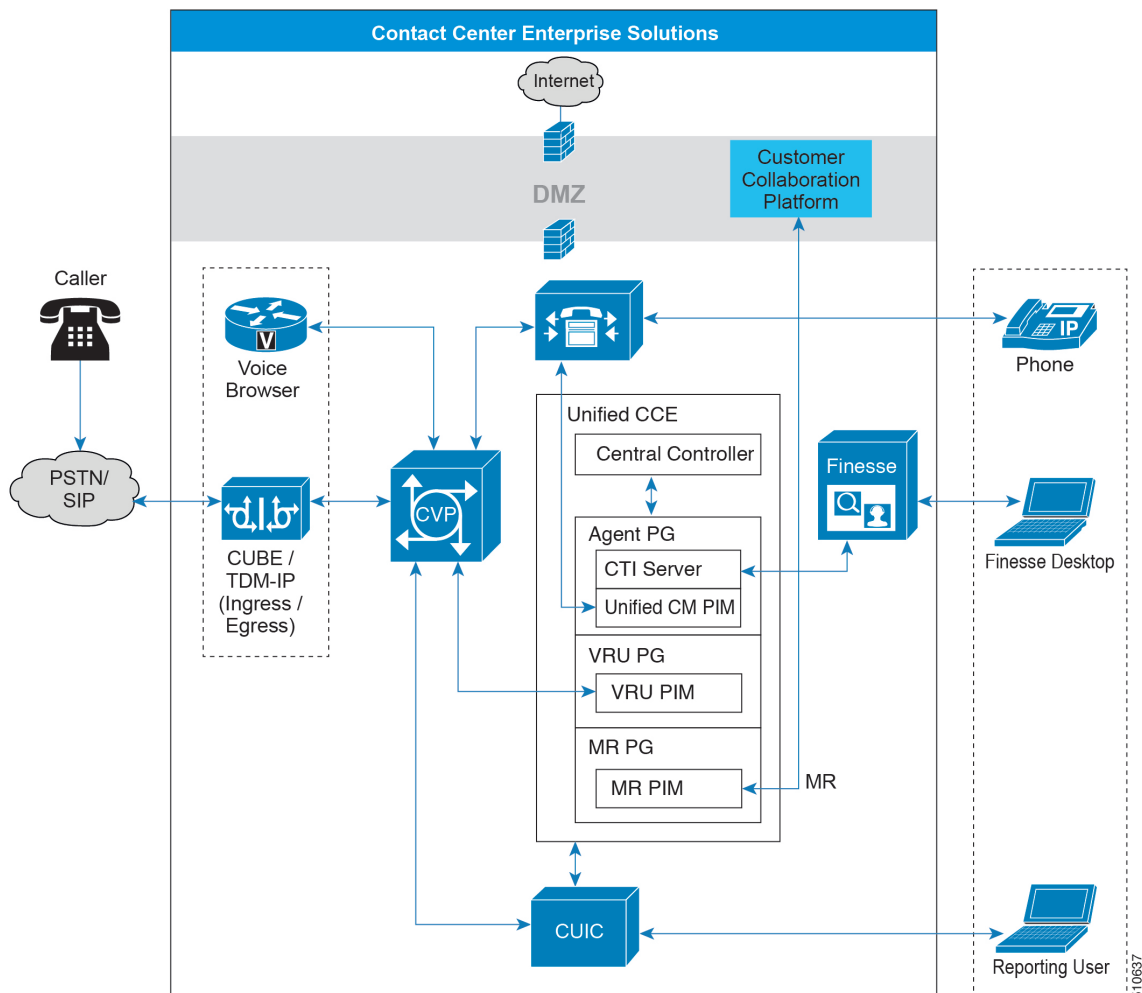 Contact Center Enterprise Solutions
Internet
DMZ
Customer
Collaboration
Platform
Caller
Voice
Browser
V
IP
Phone
PSTN/
SIP
CUBE /
TDM-IP
(Ingress /
Egress)
CVP
Unified CCE
Central Controller
Agent PG
CTI Server
Unified CM PIM
VRU PG
VRU PIM
MR PG
MR PIM
MR
Finesse
Finesse Desktop
CUIC
Reporting User